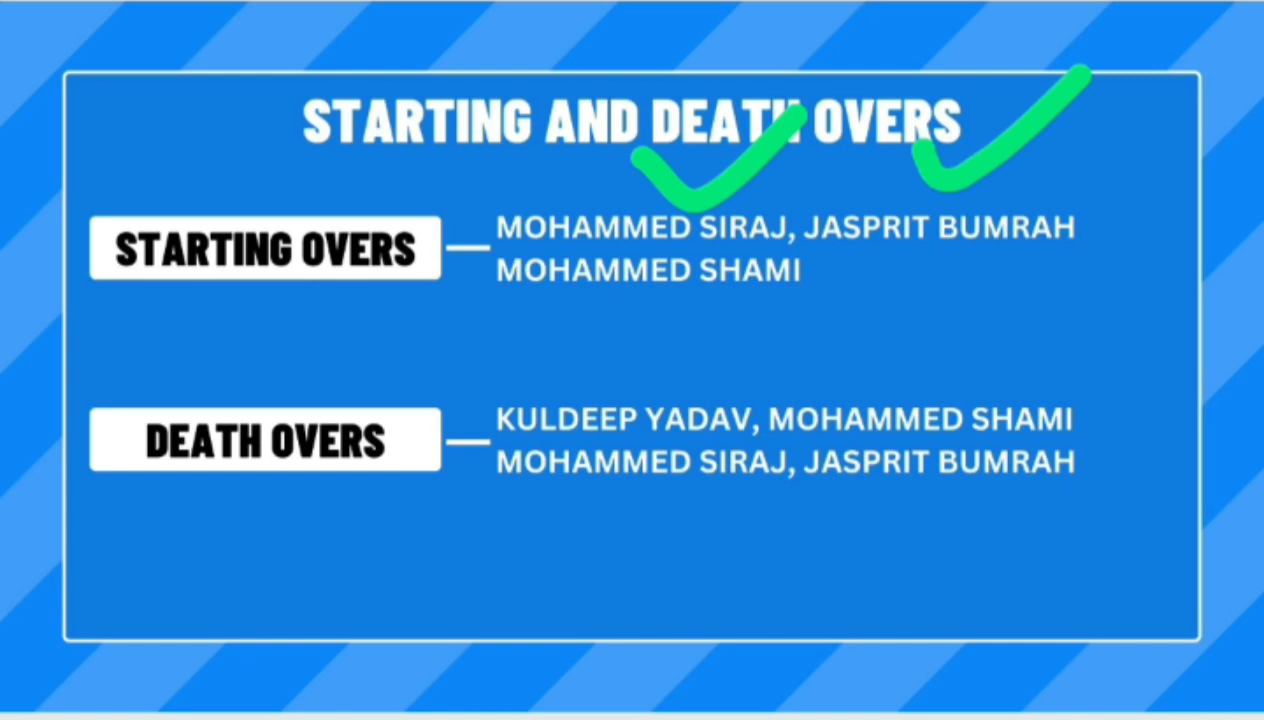 STARTING AND DEATH OVERS
STARTING OVERS
MOHAMMED SIRAJ, JASPRIT BUMRAH
MOHAMMED SHAMI
DEATH OVERS
KULDEEP YADAV, MOHAMMED SHAMI
MOHAMMED SIRAJ, JASPRIT BUMRAH